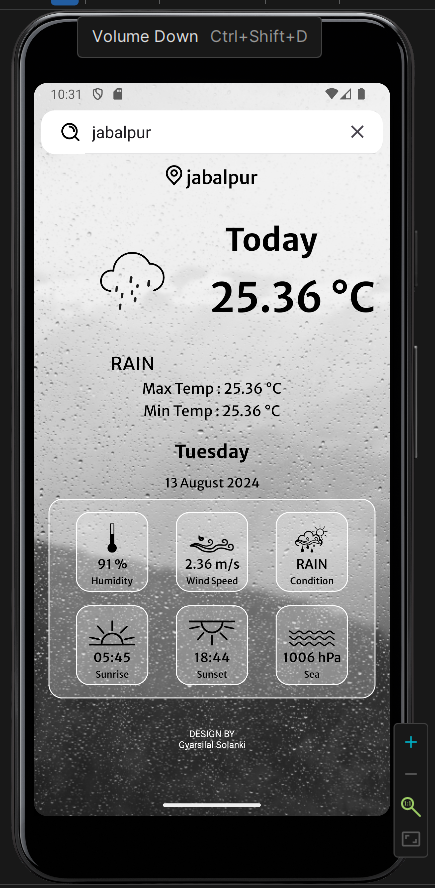 Volume Down Ctrl+Shift+D
10:31
jabalpur
jabalpur
Today
25.36 °C
RAIN
Max Temp : 25.36 °C
Min Temp : 25.36 °C
Tuesday
13 August 2024
91 % 2.36 m/s RAIN
Humidity Wind Speed Condition
05:45 18:44 1006 hPa
Sunrise Sunset Sea
DESIGN BY
Gyarsilal Solanki